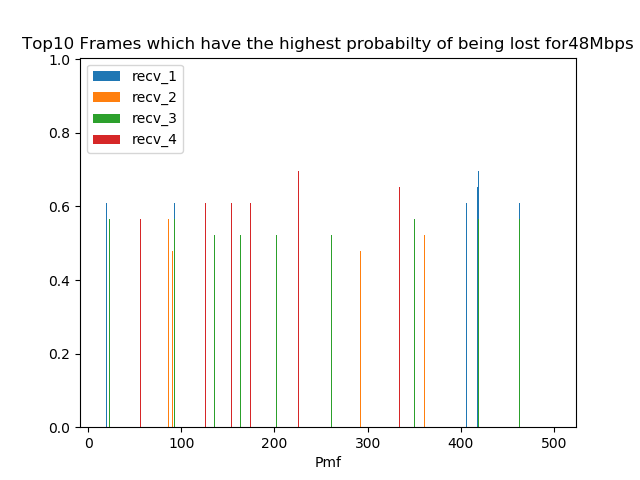 Top10 Frames which have the highest probabilty of being lost for48Mbps
1.0
recv_1
recv_2
recv_3
recv_4
0.8
0.6
0.4
0.2
0.0
0 100 200 300 400 500
Pmf